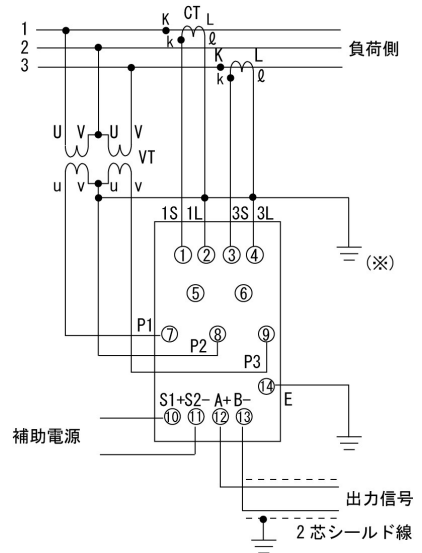 CT
1 K L
2 k ℓ 負荷側
3 K L
k ℓ
U V U V
VT
u v u v
1S 1L 3S 3L
① ② ③ ④
(※)
⑤ ⑥
P1 ⑦ ⑧ ⑨
P2
P3
⑭ E
S1+ S2- A+ B-
⑩ ⑪ ⑫ ⑬
補助電源
出力信号
2芯シールド線